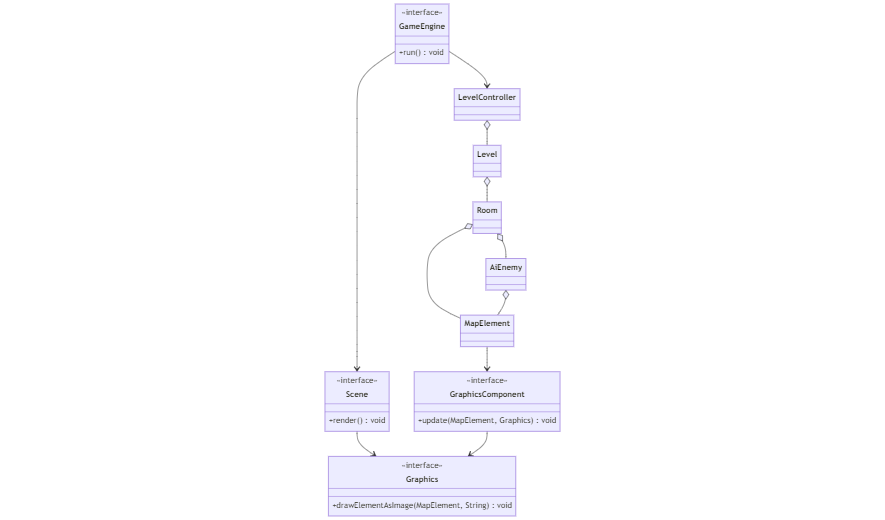 «interface»
GameEngine
+run() : void
LevelController
Level
Room
AiEnemy
MapElement
«interface»
Scene
+render() : void
«interface»
GraphicsComponent
+update(MapElement, Graphics) : void
«interface»
Graphics
+drawElementAsImage(MapElement, String) : void